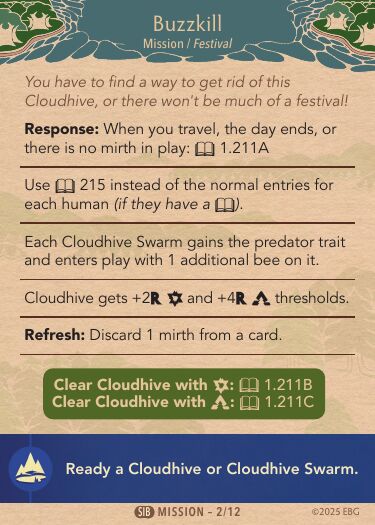 Buzzkill
Mission / Festival
You have to find a way to get rid of this
Cloudhive, or there won't be much of a festival!
Response: When you travel, the day ends, or
there is no mirth in play: 1.211A
Use 215 instead of the normal entries for
each human (if they have a ).
Each Cloudhive Swarm gains the predator trait
and enters play with 1 additional bee on it.
Cloudhive gets +2R and +4R thresholds.
Refresh: Discard 1 mirth from a card.
Clear Cloudhive with : 1.211B
Clear Cloudhive with : 1.211C
Ready a Cloudhive or Cloudhive Swarm.
SIB MISSION – 2/12
©2025 EBG